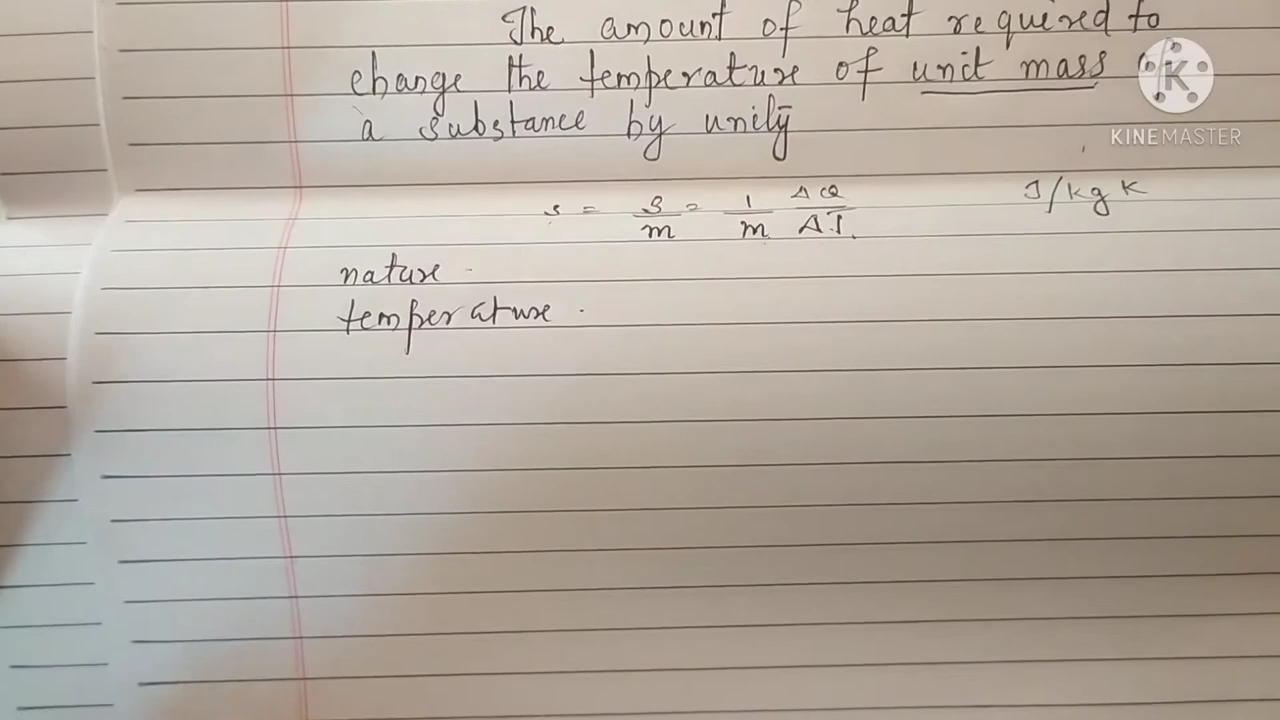 The amount of heat required to
change the temperature of unit mass
K
KINEMASTER
a substance by unity
s = S/m = 1/m ΔQ/ΔT. J/kg K
nature.
temperature.